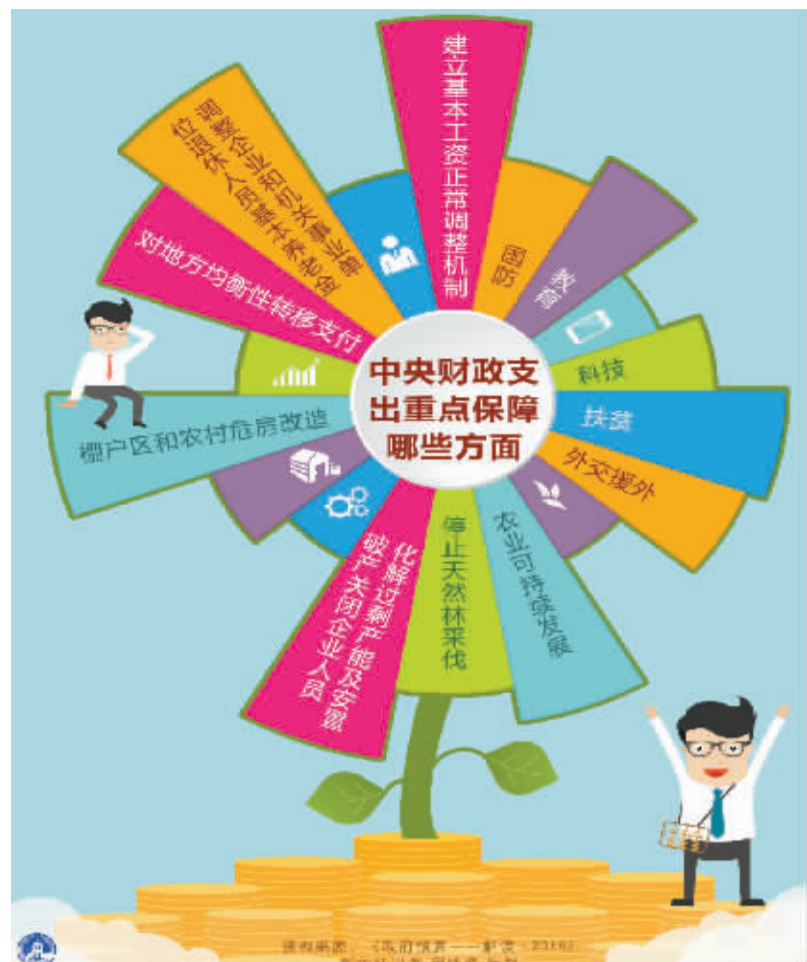 中央财政支
出重点保障
哪些方面
建立基本工资正常调整机制
国防
教育
科技
扶贫
外交援外
农业可持续发展
停止天然林采伐
化解过剩产能及安置
破产关闭企业人员
棚户区和农村危房改造
对地方均衡性转移支付
调整企业和机关事业单
位退休人员基本养老金